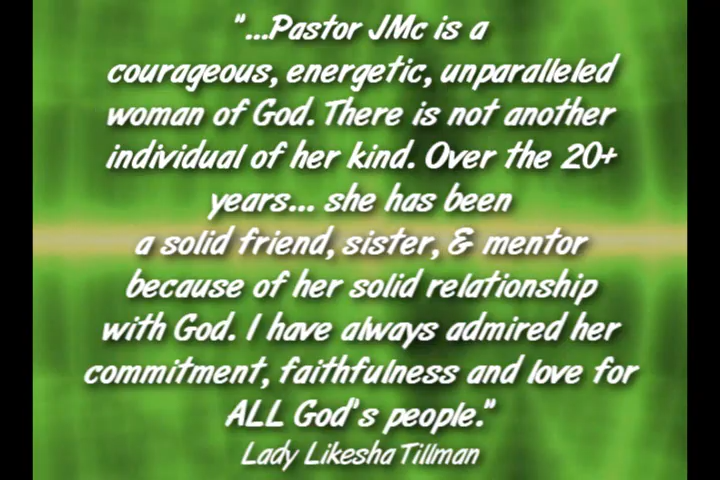 "...Pastor JMc is a
courageous, energetic, unparalleled
woman of God. There is not another
individual of her kind. Over the 20+
years... she has been
a solid friend, sister, & mentor
because of her solid relationship
with God. I have always admired her
commitment, faithfulness and love for
ALL God's people."
Lady Likesha Tillman